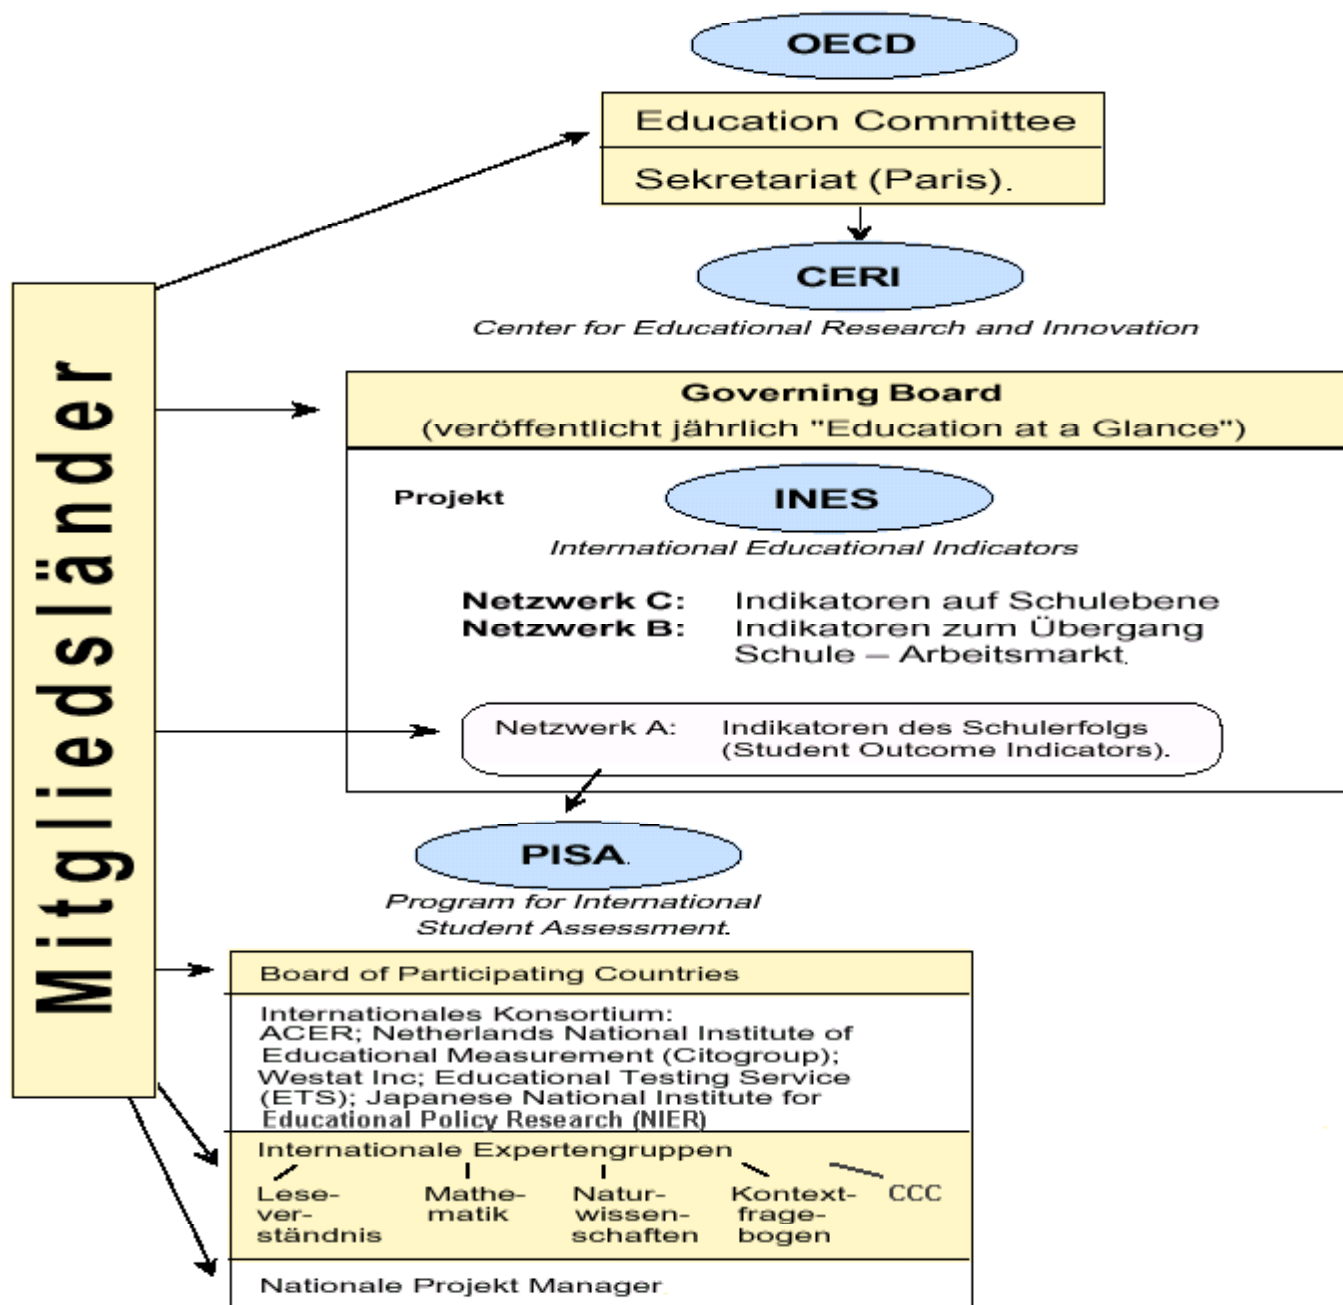 OECD
Education Committee
Sekretariat (Paris).
CERI
Center for Educational Research and Innovation
Mitgliedsländer
Governing Board
(veröffentlicht jährlich "Education at a Glance")
Projekt
INES
International Educational Indicators
Netzwerk C: Indikatoren auf Schulebene
Netzwerk B: Indikatoren zum Übergang
Schule – Arbeitsmarkt.
Netzwerk A: Indikatoren des Schulerfolgs
(Student Outcome Indicators).
PISA.
Program for International
Student Assessment.
Board of Participating Countries
Internationales Konsortium:
ACER; Netherlands National Institute of
Educational Measurement (Citogroup);
Westat Inc; Educational Testing Service
(ETS); Japanese National Institute for
Educational Policy Research (NIER)
Internationale Expertengruppen
Lese-
ver-
ständnis
Mathe-
matik
Natur-
wissen-
schaften
Kontext-
frage-
bogen
CCC
Nationale Projekt Manager